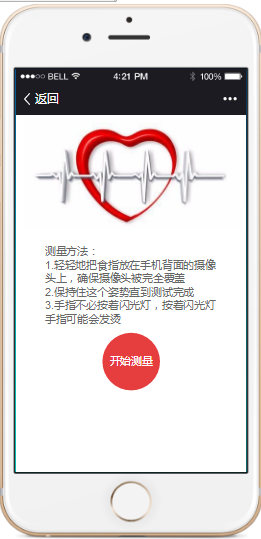 BELL 4:21 PM 100%
返回
测量方法：
1.轻轻地把食指放在手机背面的摄像
头上，确保摄像头被完全覆盖
2.保持住这个姿势直到测试完成
3.手指不必按着闪光灯，按着闪光灯
手指可能会发烫
开始测量